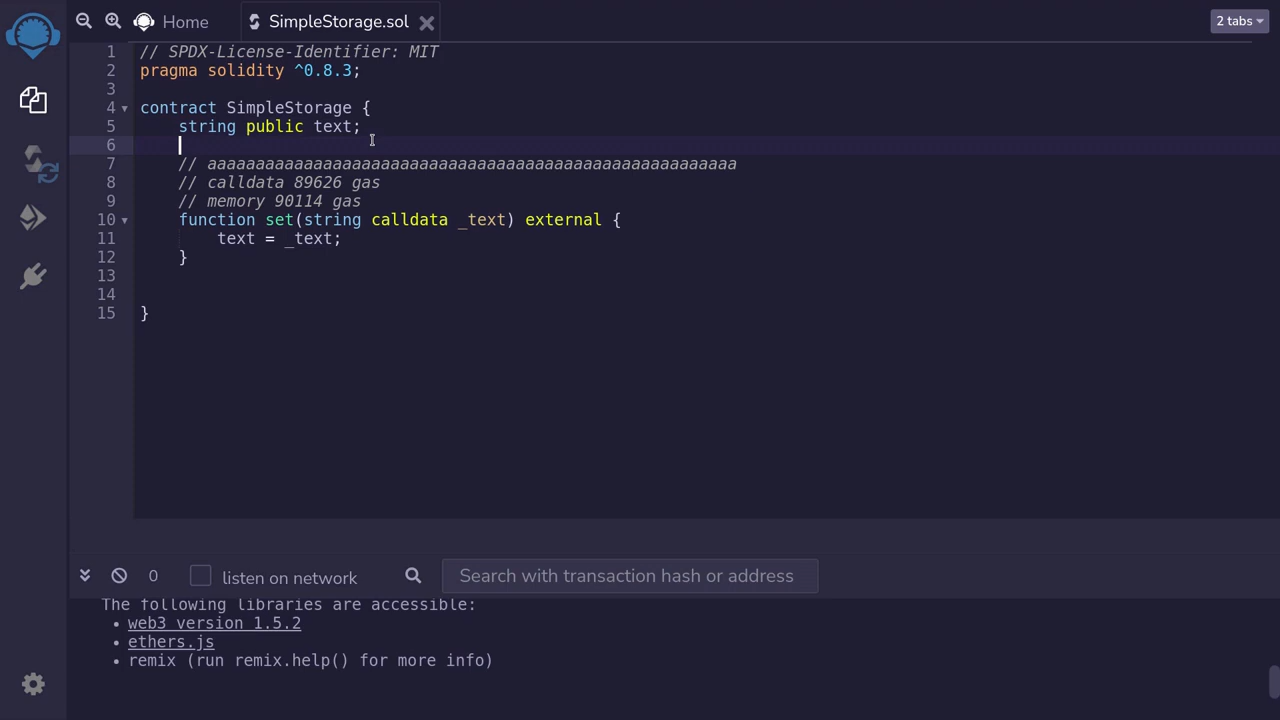 Home
SimpleStorage.sol
2 tabs
1 // SPDX-License-Identifier: MIT
2 pragma solidity ^0.8.3;
3
4 contract SimpleStorage {
5 string public text;
6
7 // aaaaaaaaaaaaaaaaaaaaaaaaaaaaaaaaaaaaaaaaaaaaaaaaaaaaaaa
8 // calldata 89626 gas
9 // memory 90114 gas
10 function set(string calldata _text) external {
11 text = _text;
12 }
13
14
15 }
0
listen on network
Search with transaction hash or address
The following libraries are accessible:
• web3 version 1.5.2
• ethers.js
• remix (run remix.help() for more info)